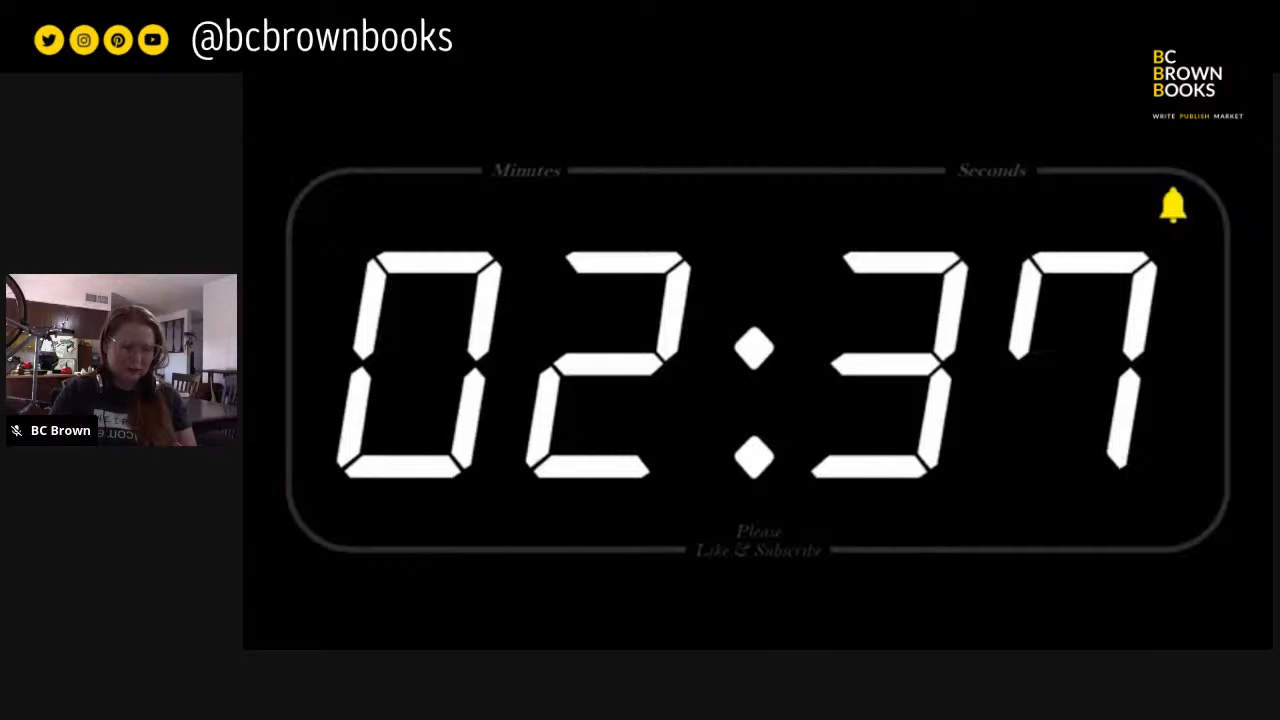 @bcbrownbooks
BC
BROWN
BOOKS
WRITE PUBLISH MARKET
Minutes
Seconds
02:37
BC Brown
Please
Like & Subscribe